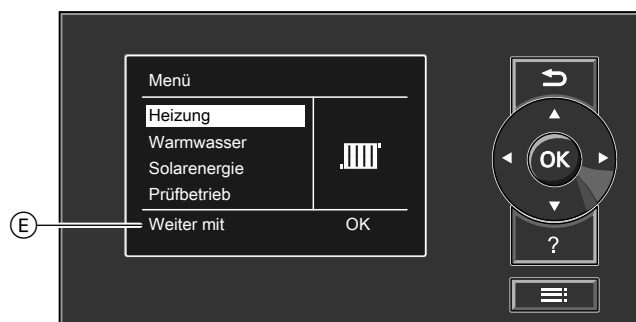 Menü
Heizung
Warmwasser
Solarenergie
Prüfbetrieb
Weiter mit OK
E
OK
?